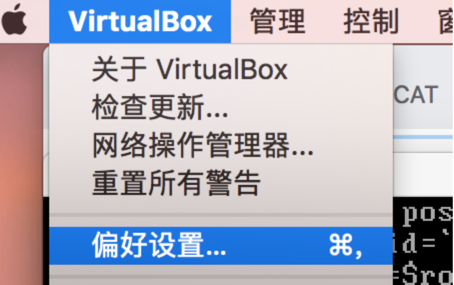 VirtualBox 管理 控制
关于 VirtualBox
检查更新...
网络操作管理器...
重置所有警告
偏好设置... ⌘,
CAT
pos
id=`
=$ro